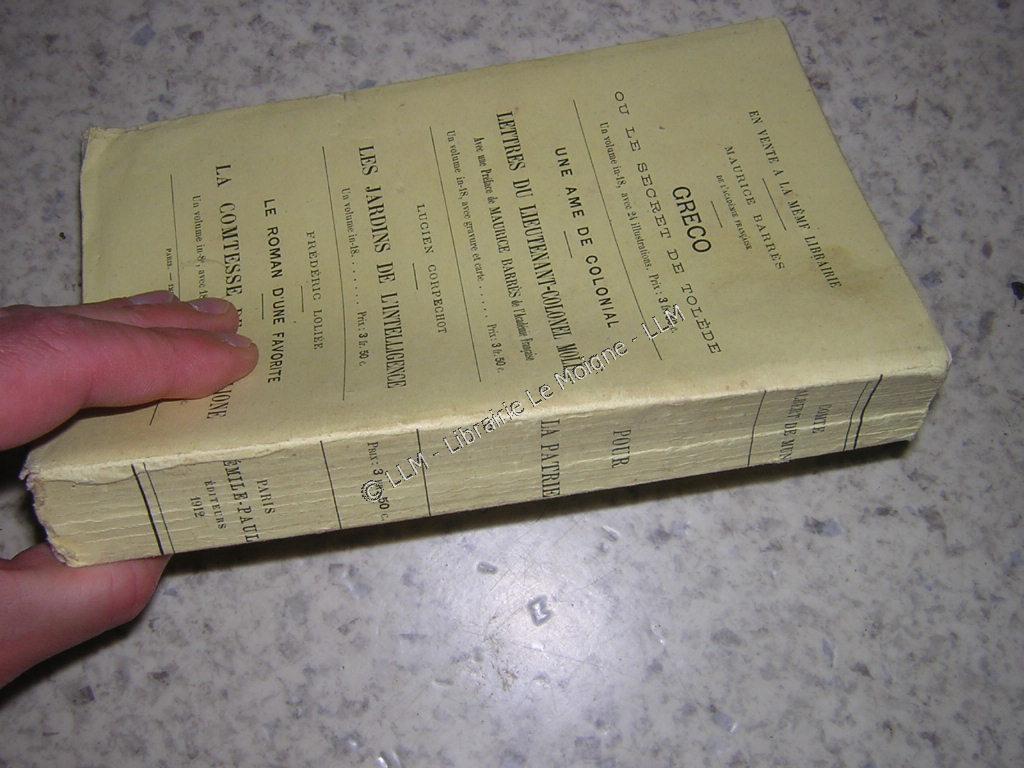 EN VENTE A LA MÊME LIBRAIRIE
MAURICE BARRÈS
DE L'ACADÉMIE FRANÇAISE
GRECO
OU LE SECRET DE TOLÈDE
Un volume in-18, avec 24 illustrations. Prix: 3
UNE AME DE COLONIAL
LETTRES DU LIEUTENANT-COLONEL
Avec une Préface de MAURICE BARRÈS de l'Académie Française
Un volume in-18, avec gravure et carte..... Prix: 3 fr. 50 c.
LUCIEN CORPECHOT
LES JARDINS DE L'INTELLIGENCE
Un volume in-18....... Prix: 3 fr. 50 c.
FRÉDÉRIC LOLIÉE
LE ROMAN D'UNE FAVORITE
LA COMTESSE
Un volume in-8°, avec
PARIS. —
ALBERT DE MUN
POUR
LA PATRIE
PRIX: 3 50 c.
PARIS
ÉMILE-PAUL
ÉDITEURS
1912
© LLM - Librairie Le Moigne - LLM